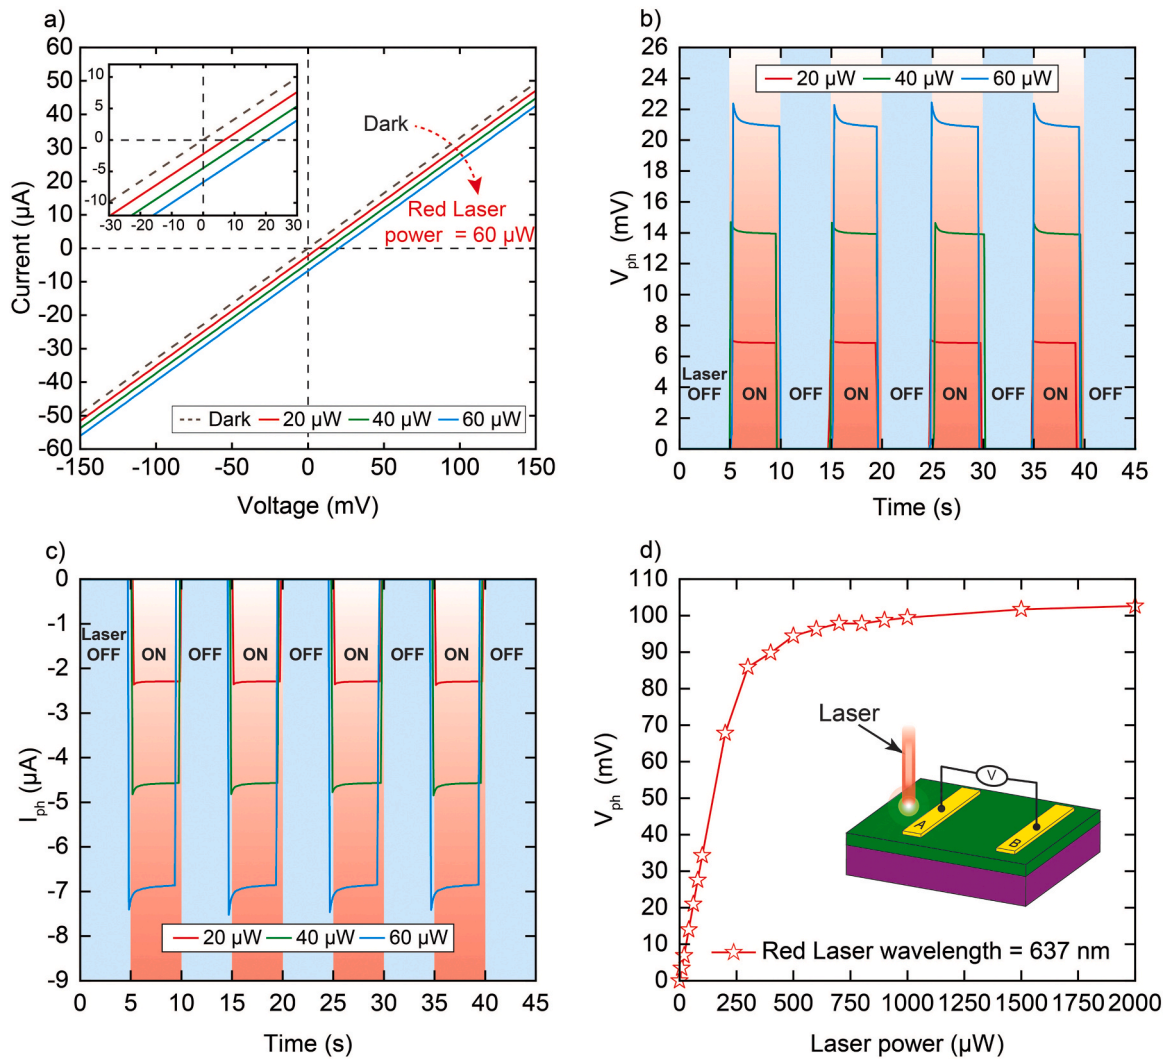 a)
60
50
40
30
20
10
0
-10
-20
-30
-40
-50
-60
Current (µA)
10
5
0
-5
-10
-30 -20 -10 0 10 20 30
Dark
Red Laser
power = 60 µW
Dark 20 µW 40 µW 60 µW
-150 -100 -50 0 50 100 150
Voltage (mV)
b)
26
24
22
20
18
16
14
12
10
8
6
4
2
0
V_ph (mV)
20 µW 40 µW 60 µW
Laser
OFF ON OFF ON OFF ON OFF ON OFF
0 5 10 15 20 25 30 35 40 45
Time (s)
c)
0
-1
-2
-3
-4
-5
-6
-7
-8
-9
I_ph (µA)
Laser
OFF ON OFF ON OFF ON OFF ON OFF
20 µW 40 µW 60 µW
0 5 10 15 20 25 30 35 40 45
Time (s)
d)
110
100
90
80
70
60
50
40
30
20
10
0
V_ph (mV)
Laser
V
A
B
Red Laser wavelength = 637 nm
0 250 500 750 1000 1250 1500 1750 2000
Laser power (µW)